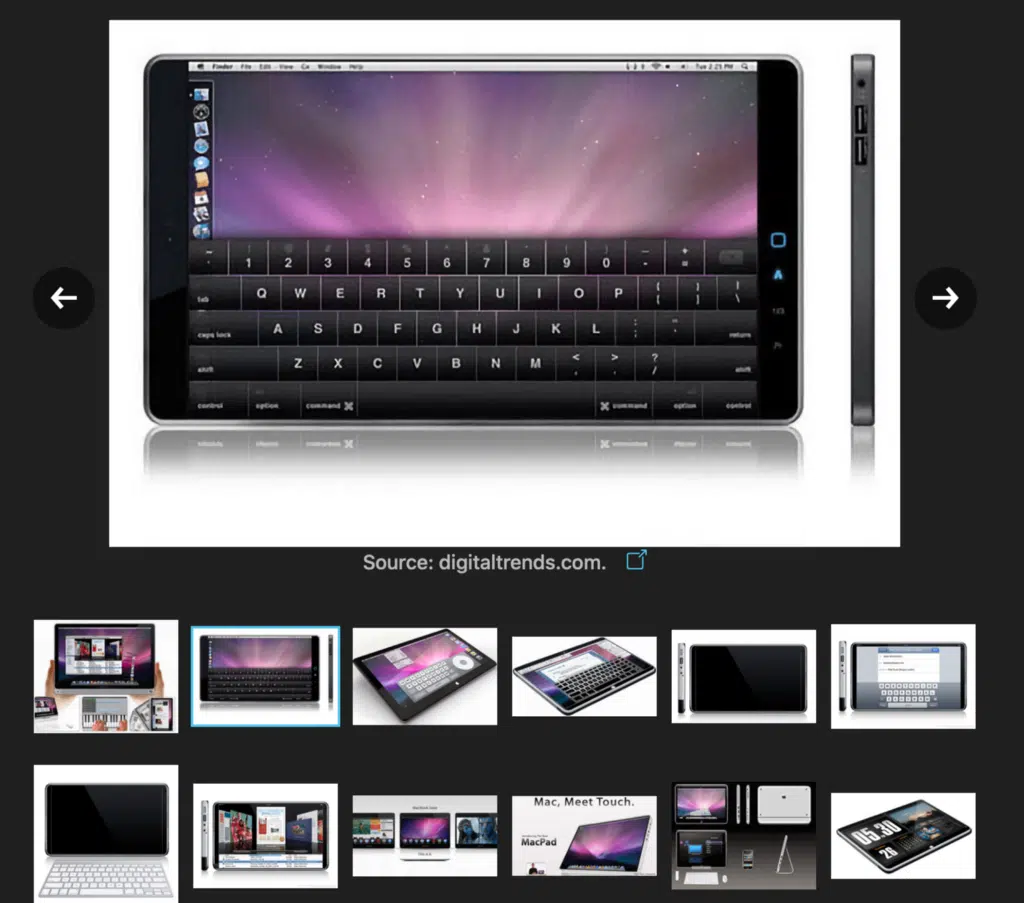 Finder File Edit View Go Window Help Tue 2:21 PM
~ ! @ # $ % ^ & * ( ) — +
1 2 3 4 5 6 7 8 9 0 - =
tab Q W E R T Y U I O P { [ } ] | \
caps lock A S D F G H J K L : ; " ' return
shift Z X C V B N M < , > . ? / shift
control option command command option control
A
123
Source: digitaltrends.com.
Mac, Meet Touch.
MacPad
05 30
26